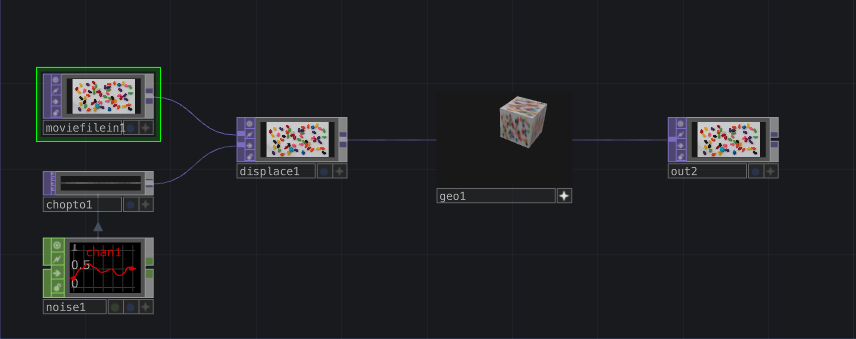 moviefilein1
displace1
chopto1
geo1
out2
1
chan1
0.5
0
noise1